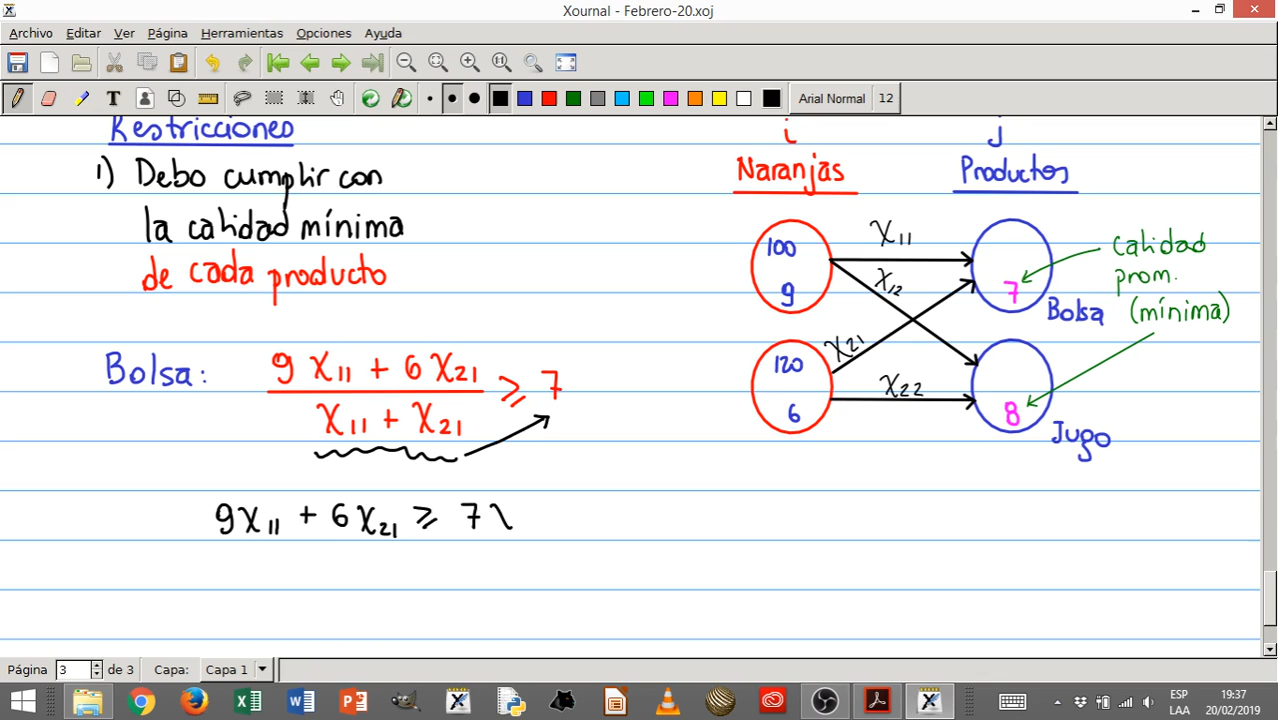 Xournal - Febrero-20.xoj
Archivo Editar Ver Página Herramientas Opciones Ayuda
Arial Normal 12
Restricciones
1) Debo cumplir con
la calidad mínima
de cada producto
Bolsa: 9 X11 + 6 X21 ≥ 7
X11 + X21
9X11 + 6X21 ≥ 7
i j
Naranjas Productos
100 X11
9 7 Bolsa
X12
calidad
prom.
(mínima)
X21
120
6 X22 8 Jugo
Página 3 de 3 Capa: Capa 1
ESP 19:37
LAA 20/02/2019